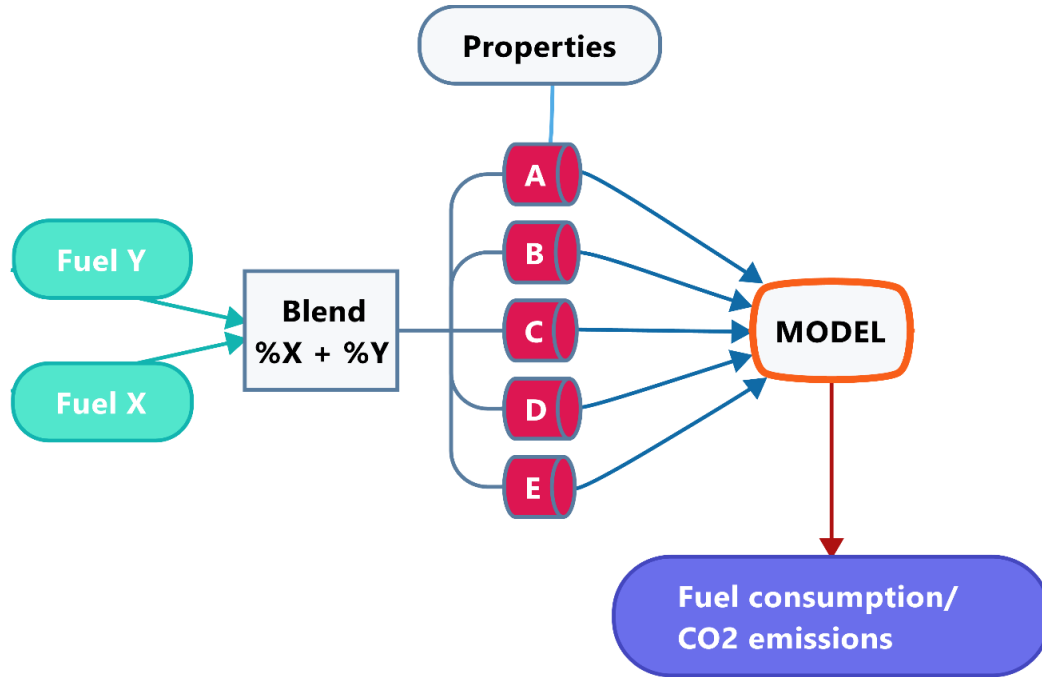 Properties
A
Fuel Y
B
Blend
%X + %Y
C
MODEL
Fuel X
D
E
Fuel consumption/
CO2 emissions